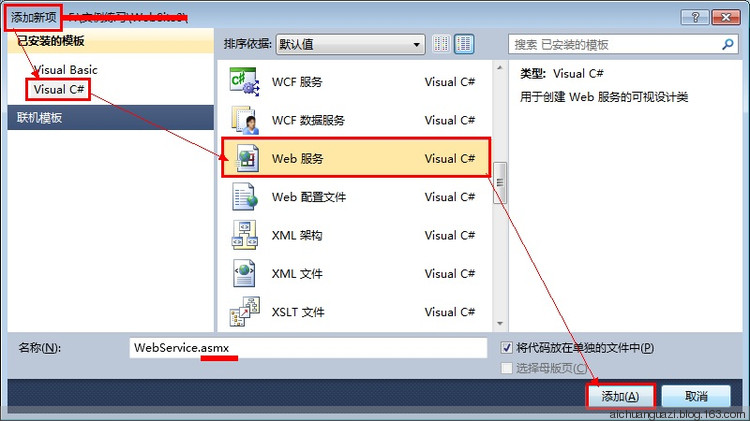 添加新项 - F:\实例练习\WebSite8\
已安装的模板
排序依据: 默认值
搜索 已安装的模板
Visual Basic
Visual C#
联机模板
WCF 服务 Visual C#
WCF 数据服务 Visual C#
Web 服务 Visual C#
Web 配置文件 Visual C#
XML 架构 Visual C#
XML 文件 Visual C#
XSLT 文件 Visual C#
类型: Visual C#
用于创建 Web 服务的可视设计类
名称(N): WebService.asmx
将代码放在单独的文件中(P)
选择母版页(C)
添加(A) 取消
aichuanguazi.blog.163.com